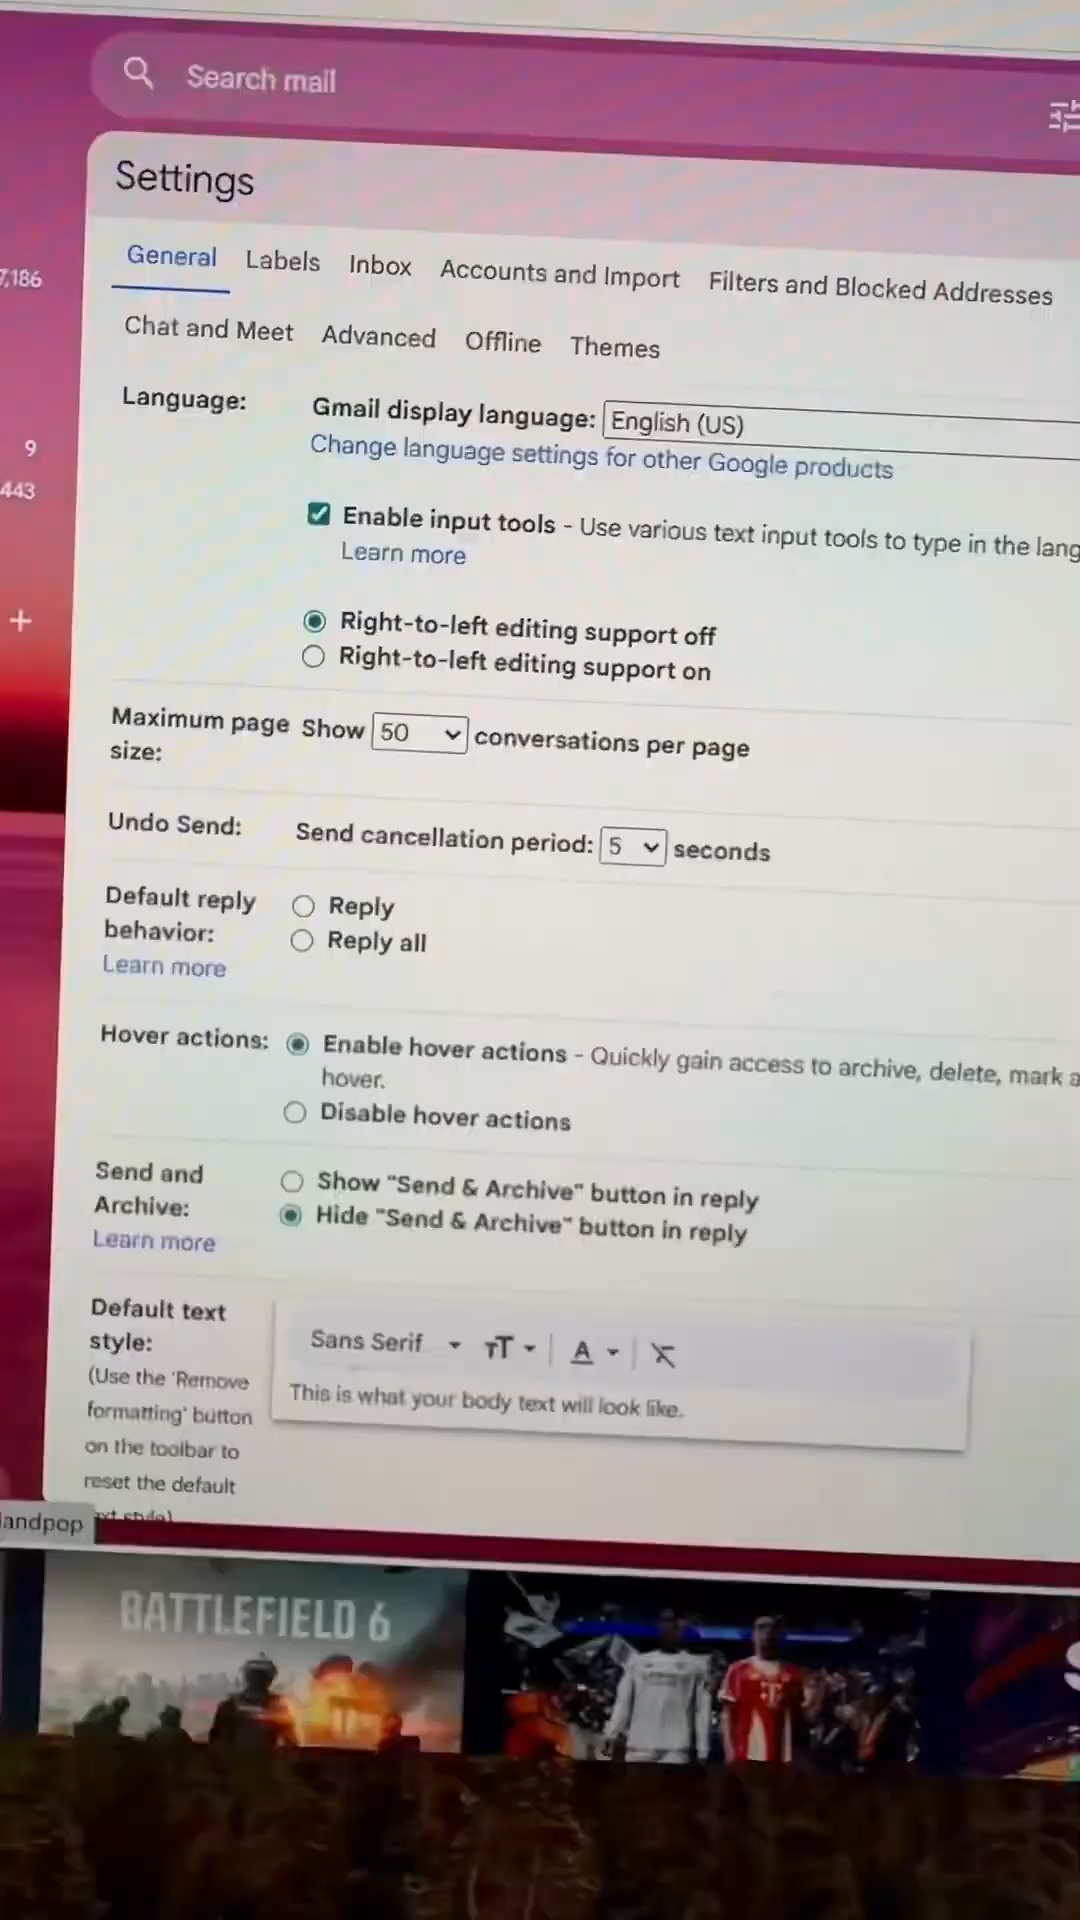 Search mail
Settings
General Labels Inbox Accounts and Import Filters and Blocked Addresses
7,186
Chat and Meet Advanced Offline Themes
Language: Gmail display language: English (US)
Change language settings for other Google products
9
443
Enable input tools - Use various text input tools to type in the lang
Learn more
+
Right-to-left editing support off
Right-to-left editing support on
Maximum page Show 50 conversations per page
size:
Undo Send: Send cancellation period: 5 seconds
Default reply Reply
behavior: Reply all
Learn more
Hover actions: Enable hover actions - Quickly gain access to archive, delete, mark a
hover.
Disable hover actions
Send and Show "Send & Archive" button in reply
Archive: Hide "Send & Archive" button in reply
Learn more
Default text
style: Sans Serif TT A
(Use the 'Remove This is what your body text will look like.
formatting' button
on the toolbar to
reset the default
text style)
landpop
BATTLEFIELD 6